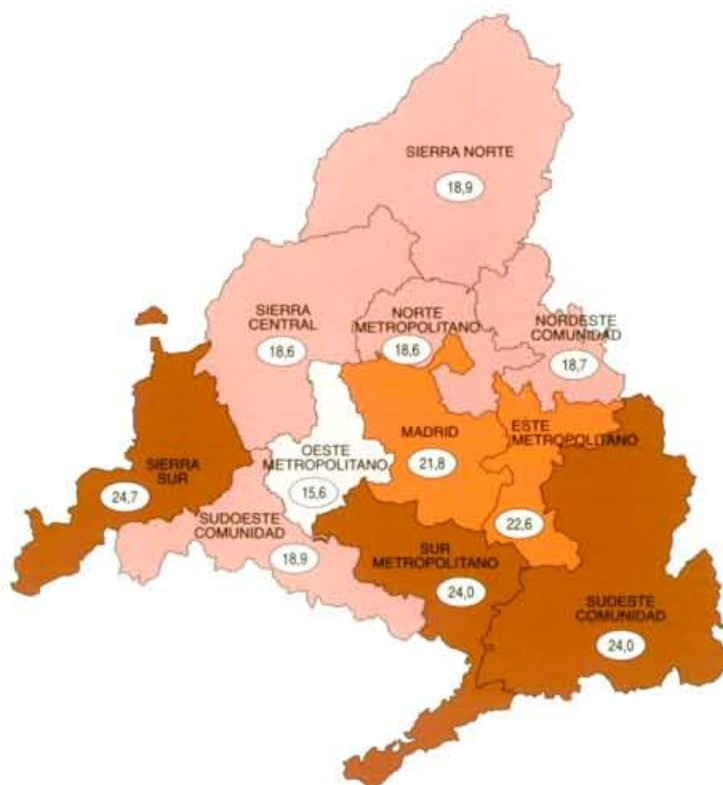 SIERRA NORTE
18,9
SIERRA
CENTRAL
18,6
NORTE
METROPOLITANO
18,6
NORDESTE
COMUNIDAD
18,7
MADRID
21,8
ESTE
METROPOLITANO
22,6
OESTE
METROPOLITANO
15,6
SIERRA
SUR
24,7
SUDOESTE
COMUNIDAD
18,9
SUR
METROPOLITANO
24,0
SUDESTE
COMUNIDAD
24,0